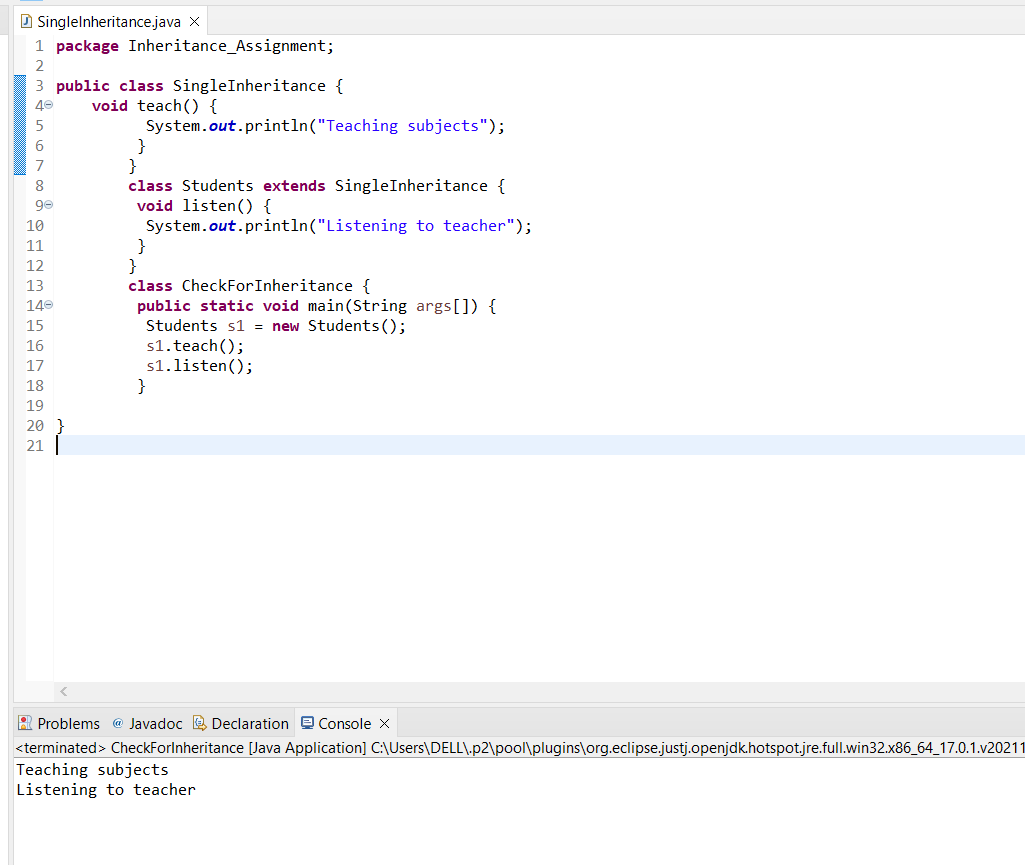 SingleInheritance.java
1 package Inheritance_Assignment;
2
3 public class SingleInheritance {
4 void teach() {
5 System.out.println("Teaching subjects");
6 }
7 }
8 class Students extends SingleInheritance {
9 void listen() {
10 System.out.println("Listening to teacher");
11 }
12 }
13 class CheckForInheritance {
14 public static void main(String args[]) {
15 Students s1 = new Students();
16 s1.teach();
17 s1.listen();
18 }
19
20 }
21
Problems @ Javadoc Declaration Console
<terminated> CheckForInheritance [Java Application] C:\Users\DELL\.p2\pool\plugins\org.eclipse.justj.openjdk.hotspot.jre.full.win32.x86_64_17.0.1.v20211
Teaching subjects
Listening to teacher